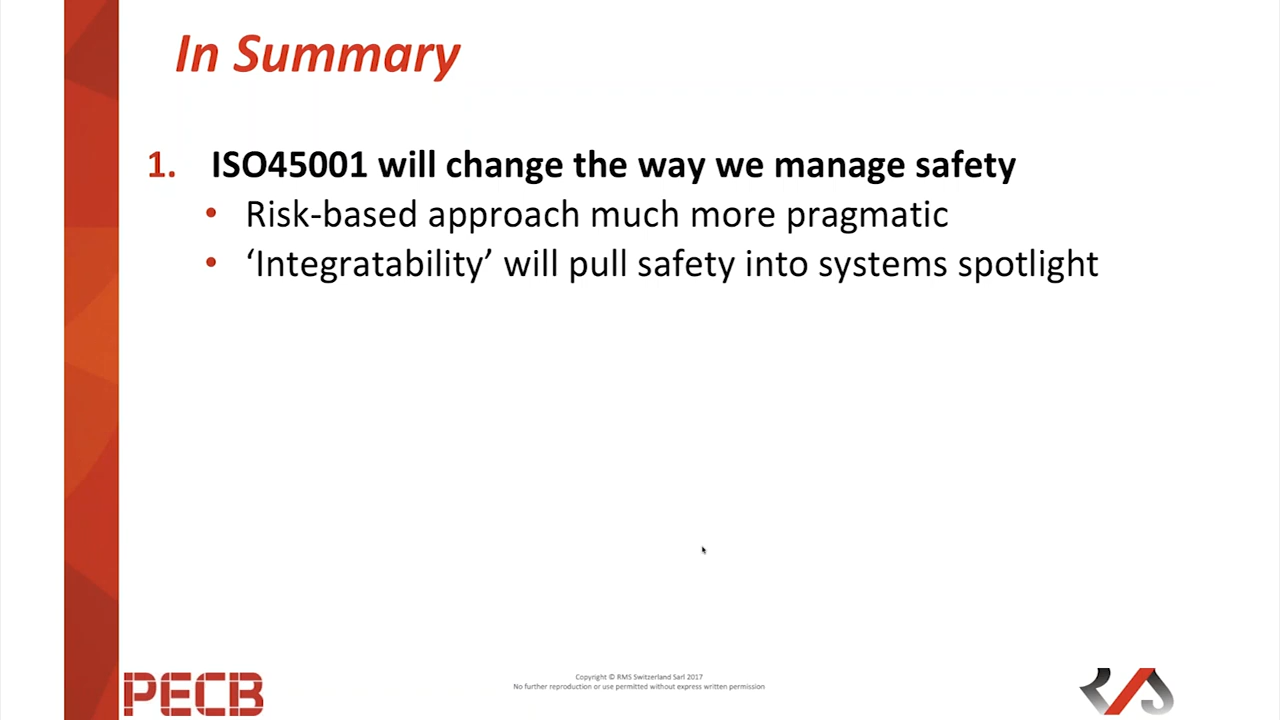 In Summary
1. ISO45001 will change the way we manage safety
• Risk-based approach much more pragmatic
• ‘Integratability’ will pull safety into systems spotlight
PECB
Copyright © RMS Switzerland Sarl 2017
No further reproduction or use permitted without express written permission